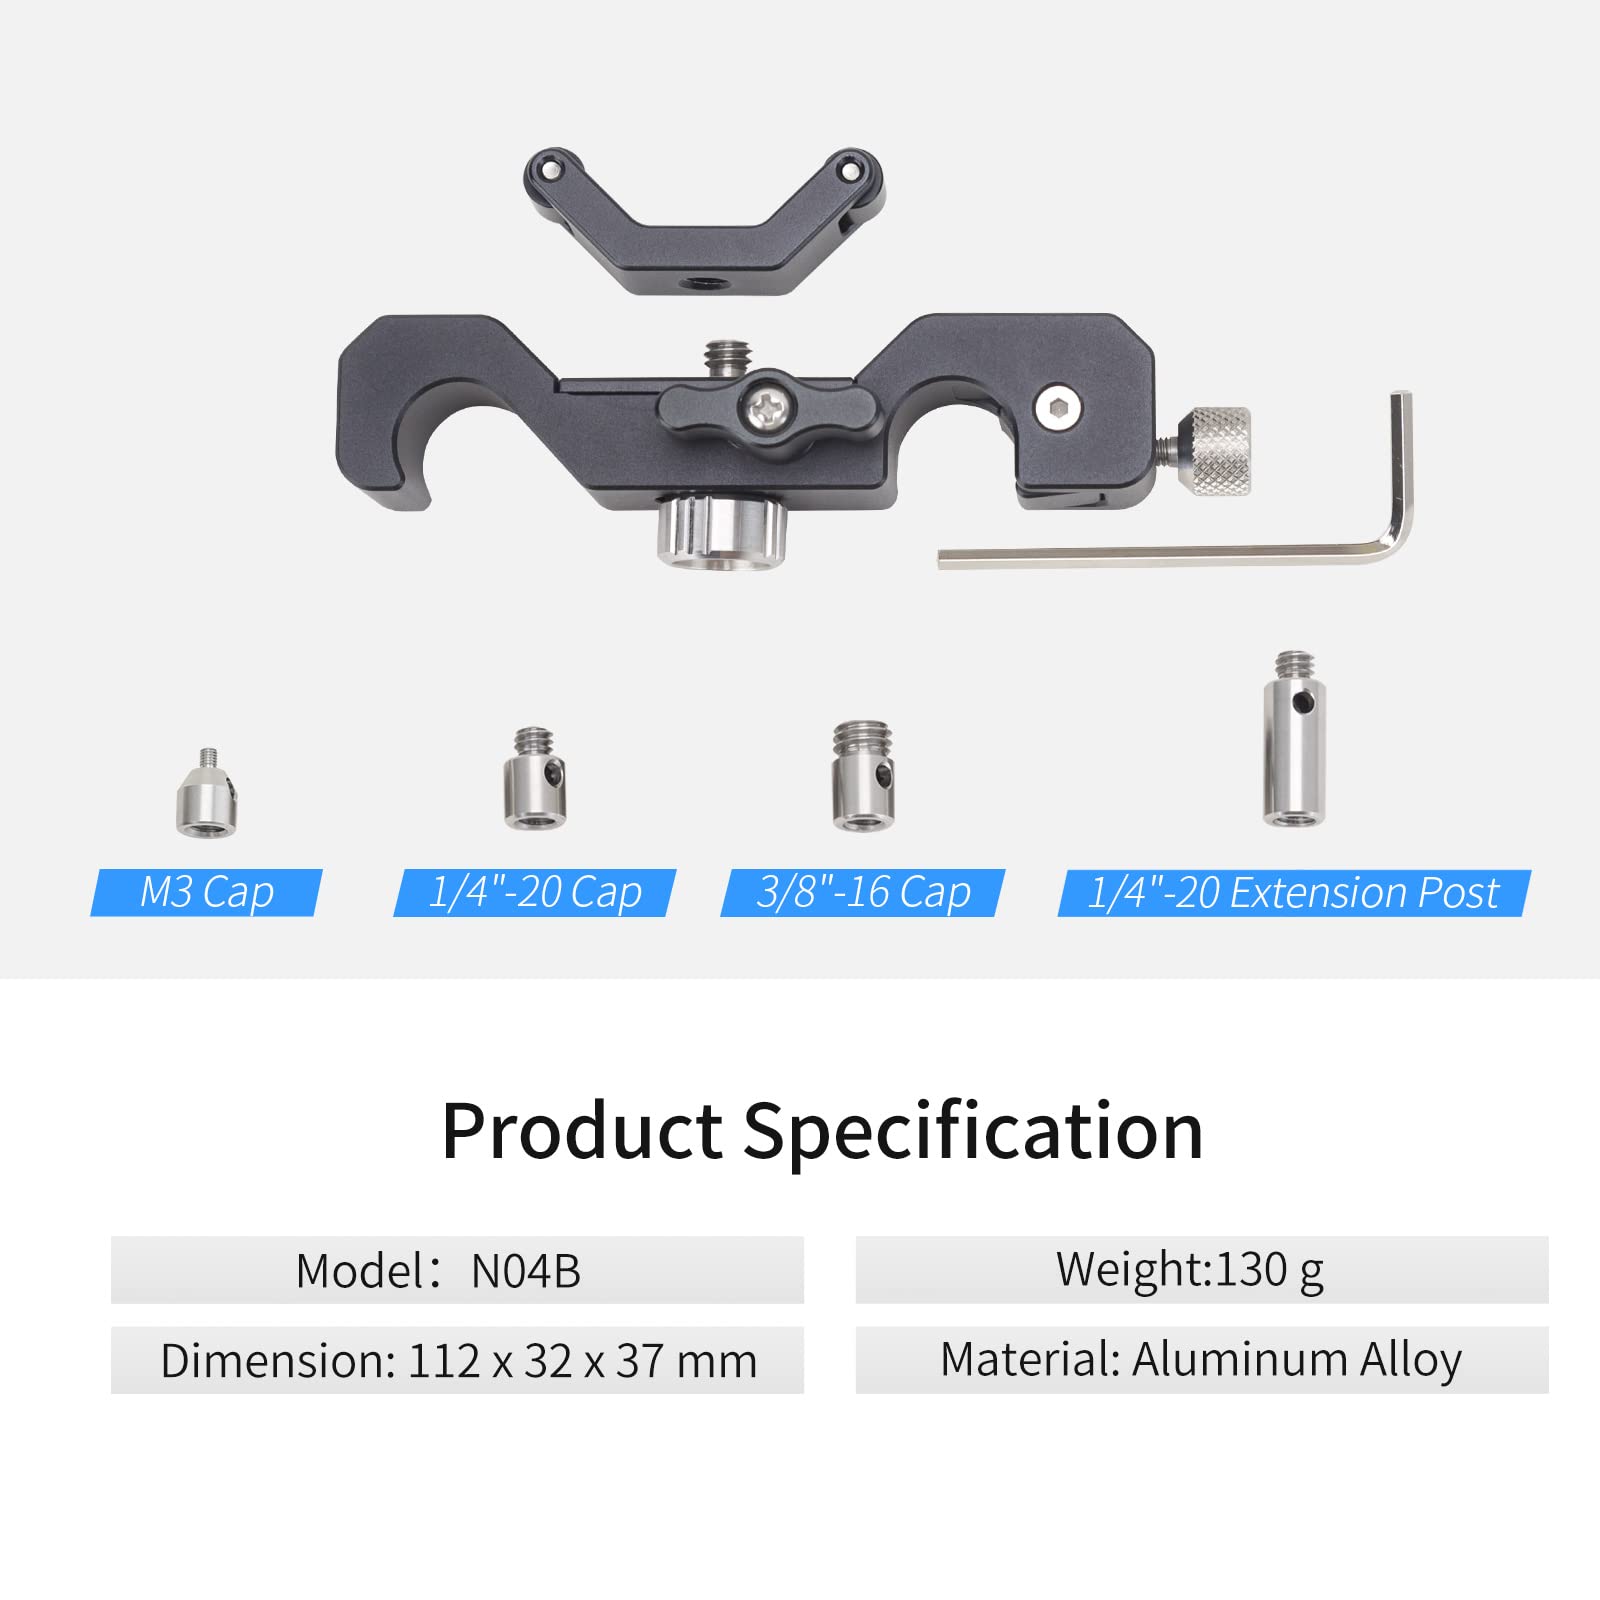 M3 Cap
1/4"-20 Cap
3/8"-16 Cap
1/4"-20 Extension Post
Product Specification
Model：N04B
Weight:130 g
Dimension: 112 x 32 x 37 mm
Material: Aluminum Alloy